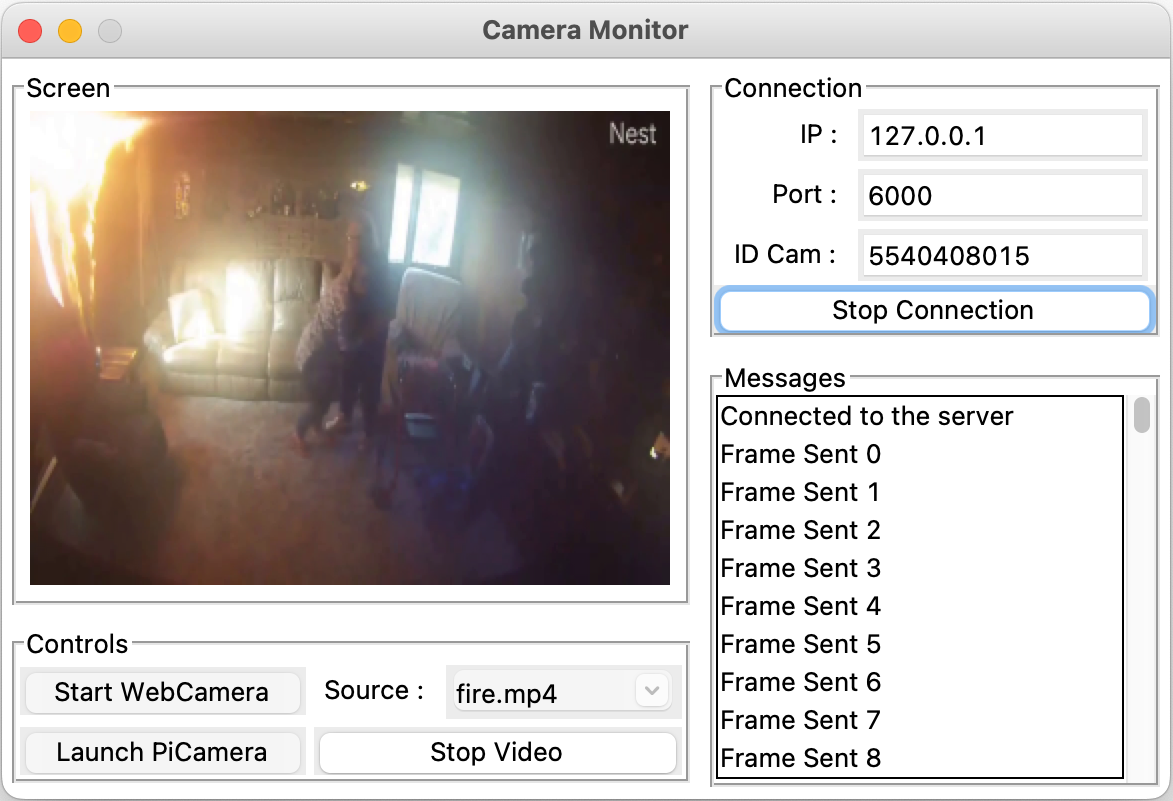 Camera Monitor
Screen
Nest
Controls
Start WebCamera
Source :
fire.mp4
Launch PiCamera
Stop Video
Connection
IP :
127.0.0.1
Port :
6000
ID Cam :
5540408015
Stop Connection
Messages
Connected to the server
Frame Sent 0
Frame Sent 1
Frame Sent 2
Frame Sent 3
Frame Sent 4
Frame Sent 5
Frame Sent 6
Frame Sent 7
Frame Sent 8